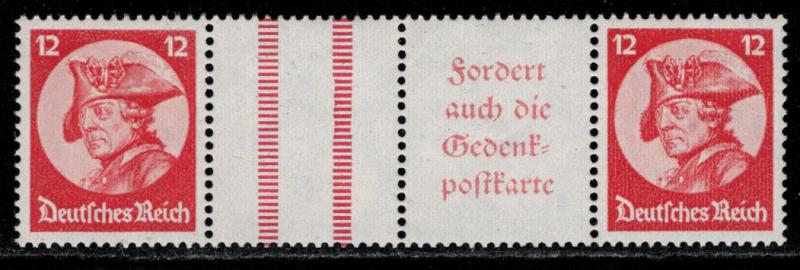 12 12
Deutsches Reich
Fordert
auch die
Gedenk=
postkarte
12 12
Deutsches Reich